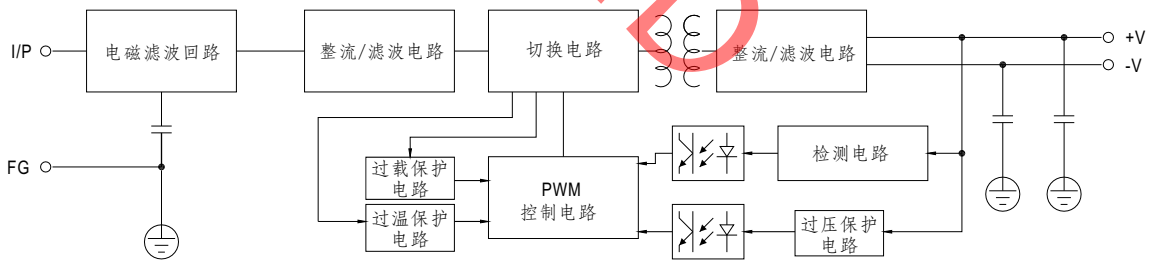 I/P
电磁滤波回路
整流/滤波电路
切换电路
整流/滤波电路
+V
-V
FG
过载保护
电路
过温保护
电路
PWM
控制电路
检测电路
过压保护
电路